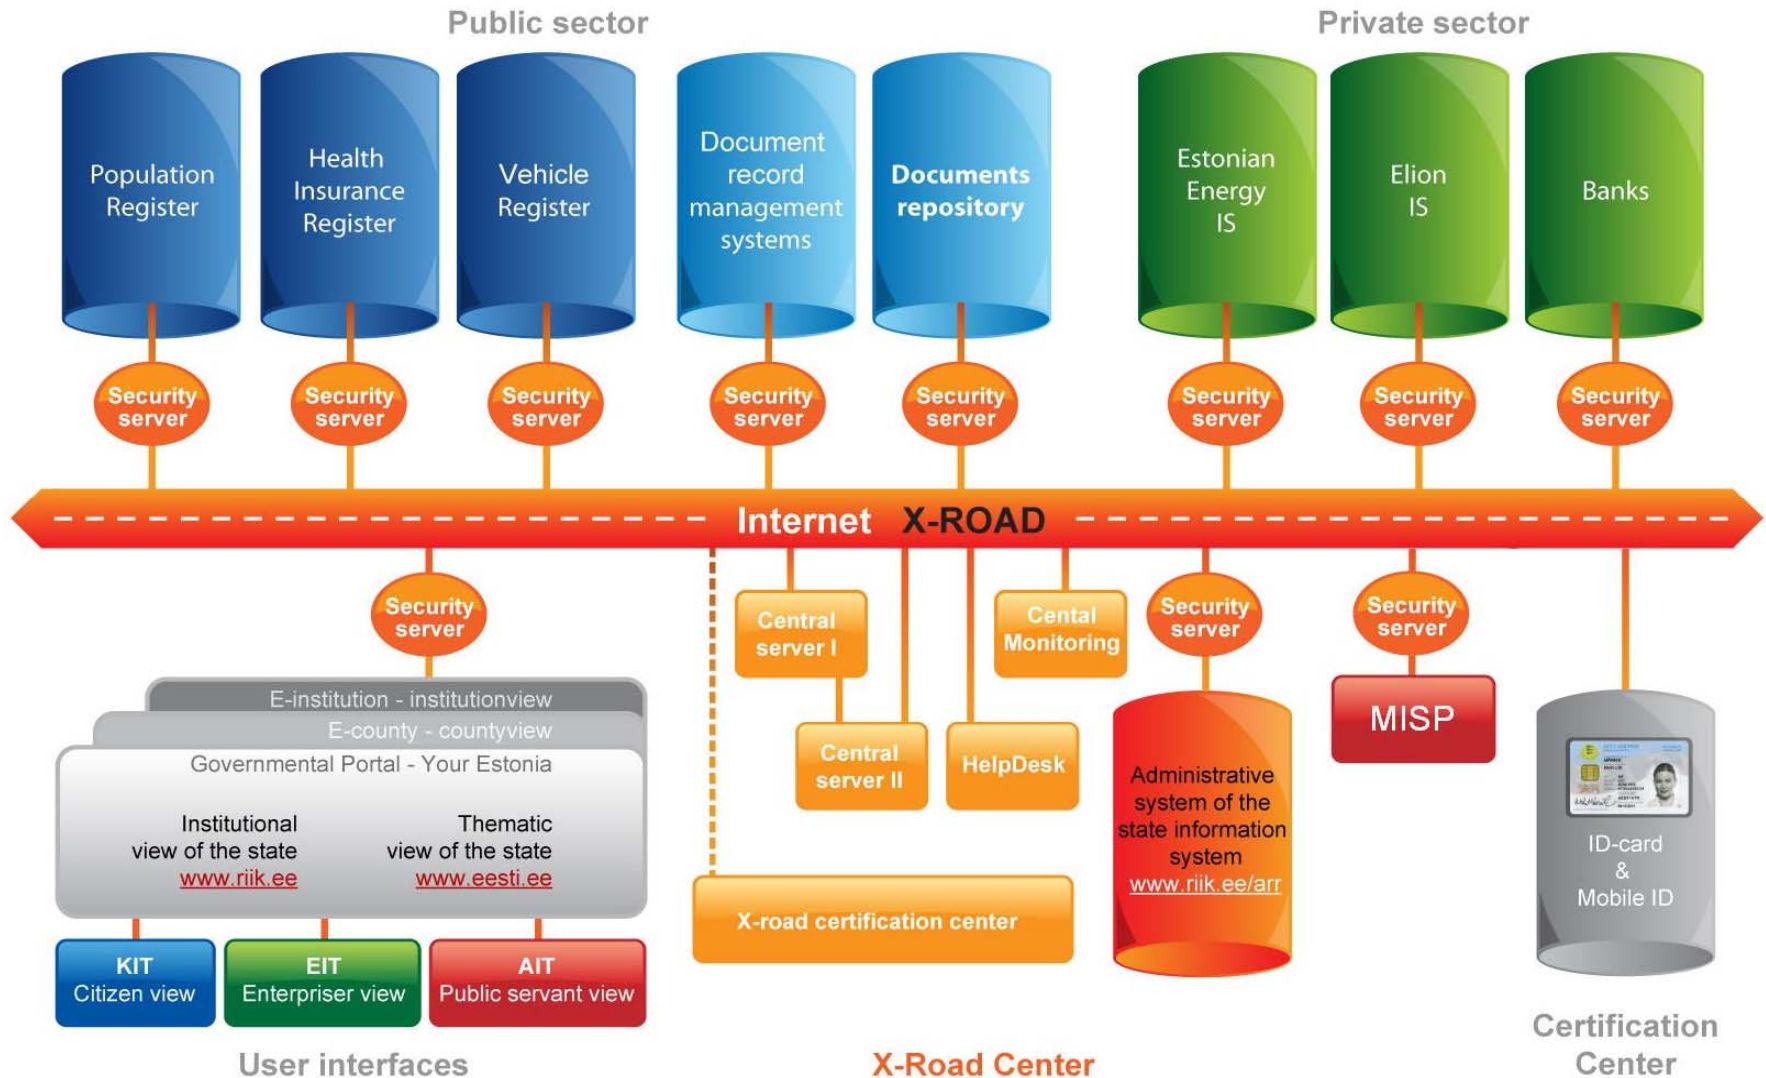 Public sector
Private sector
Population
Register
Health
Insurance
Register
Vehicle
Register
Document
record
management
systems
Documents
repository
Estonian
Energy
IS
Elion
IS
Banks
Security
server
Security
server
Security
server
Security
server
Security
server
Security
server
Security
server
Security
server
Internet X-ROAD
Security
server
E-institution - institutionview
E-county - countyview
Governmental Portal - Your Estonia
Institutional
view of the state
www.riik.ee
Thematic
view of the state
www.eesti.ee
KIT
Citizen view
EIT
Enterpriser view
AIT
Public servant view
User interfaces
Central
server I
Central
server II
HelpDesk
Cental
Monitoring
X-road certification center
X-Road Center
Security
server
Administrative
system of the
state information
system
www.riik.ee/arr
Security
server
MISP
ID-card
&
Mobile ID
Certification
Center